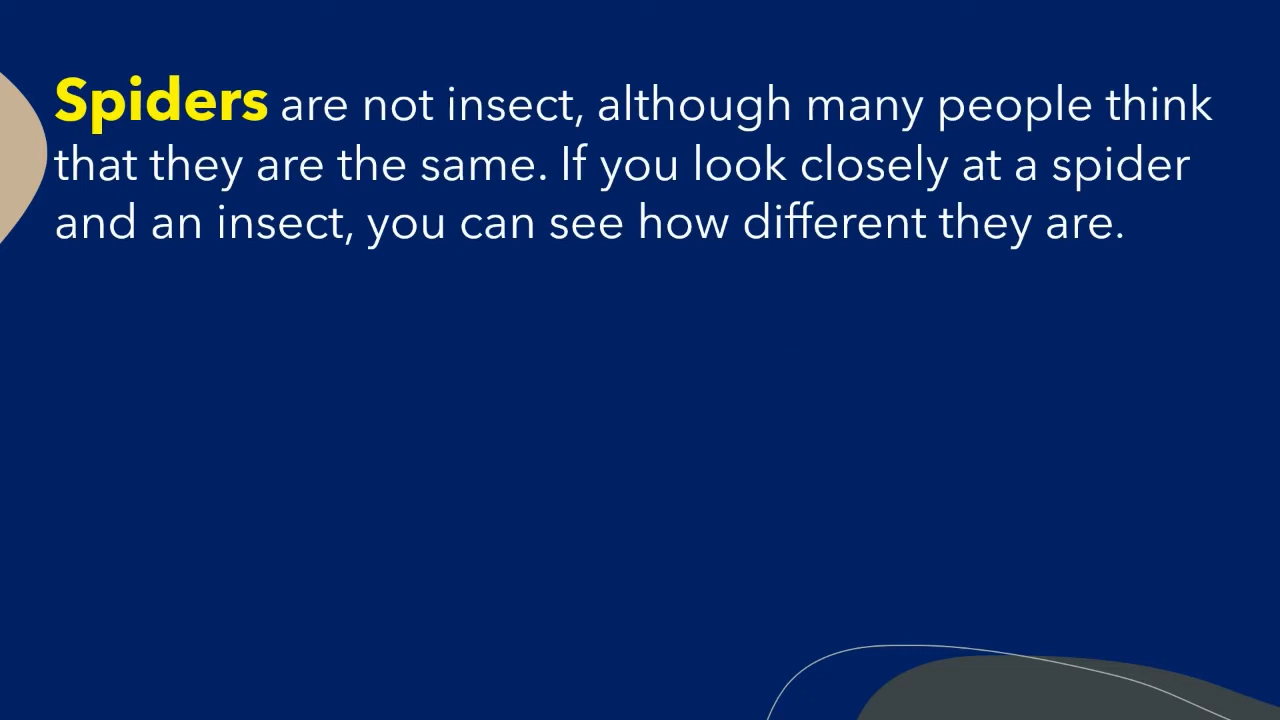 Spiders are not insect, although many people think
that they are the same. If you look closely at a spider
and an insect, you can see how different they are.